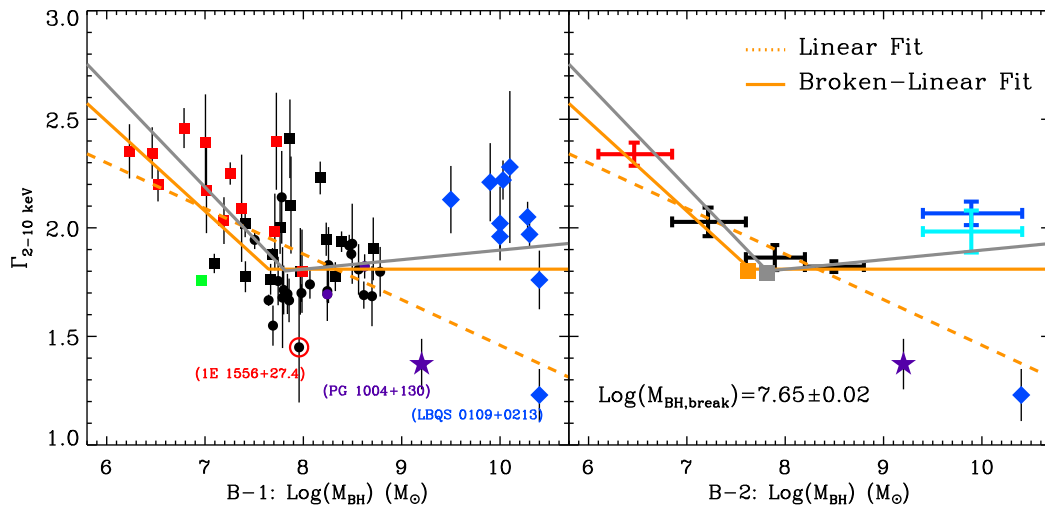 3.0
2.5
2.0
1.5
1.0
Γ2−10 keV
(1E 1556+27.4)
(PG 1004+130)
(LBQS 0109+0213)
6 7 8 9 10
B−1: Log(MBH) (M⊙)
Linear Fit
Broken−Linear Fit
Log(MBH,break)=7.65±0.02
6 7 8 9 10
B−2: Log(MBH) (M⊙)